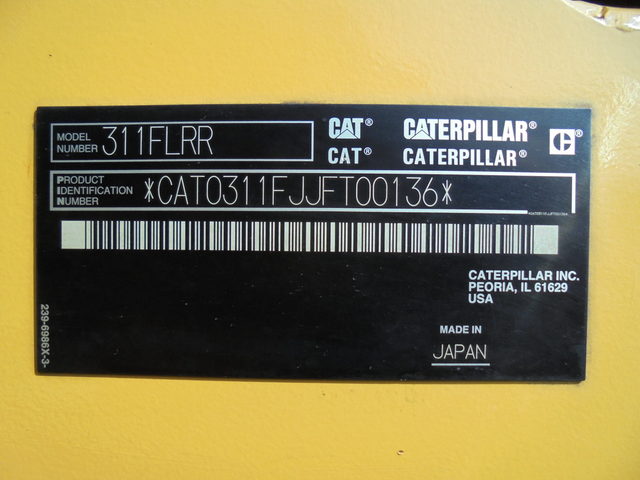 MODEL NUMBER 311FLRR
CAT® CATERPILLAR® C®
CAT® CATERPILLAR®
PRODUCT IDENTIFICATION NUMBER *CAT0311FJJFT00136*
*CAT0311FJJFT00136*
CATERPILLAR INC.
PEORIA, IL 61629
USA
MADE IN
JAPAN
239-6986X-3-